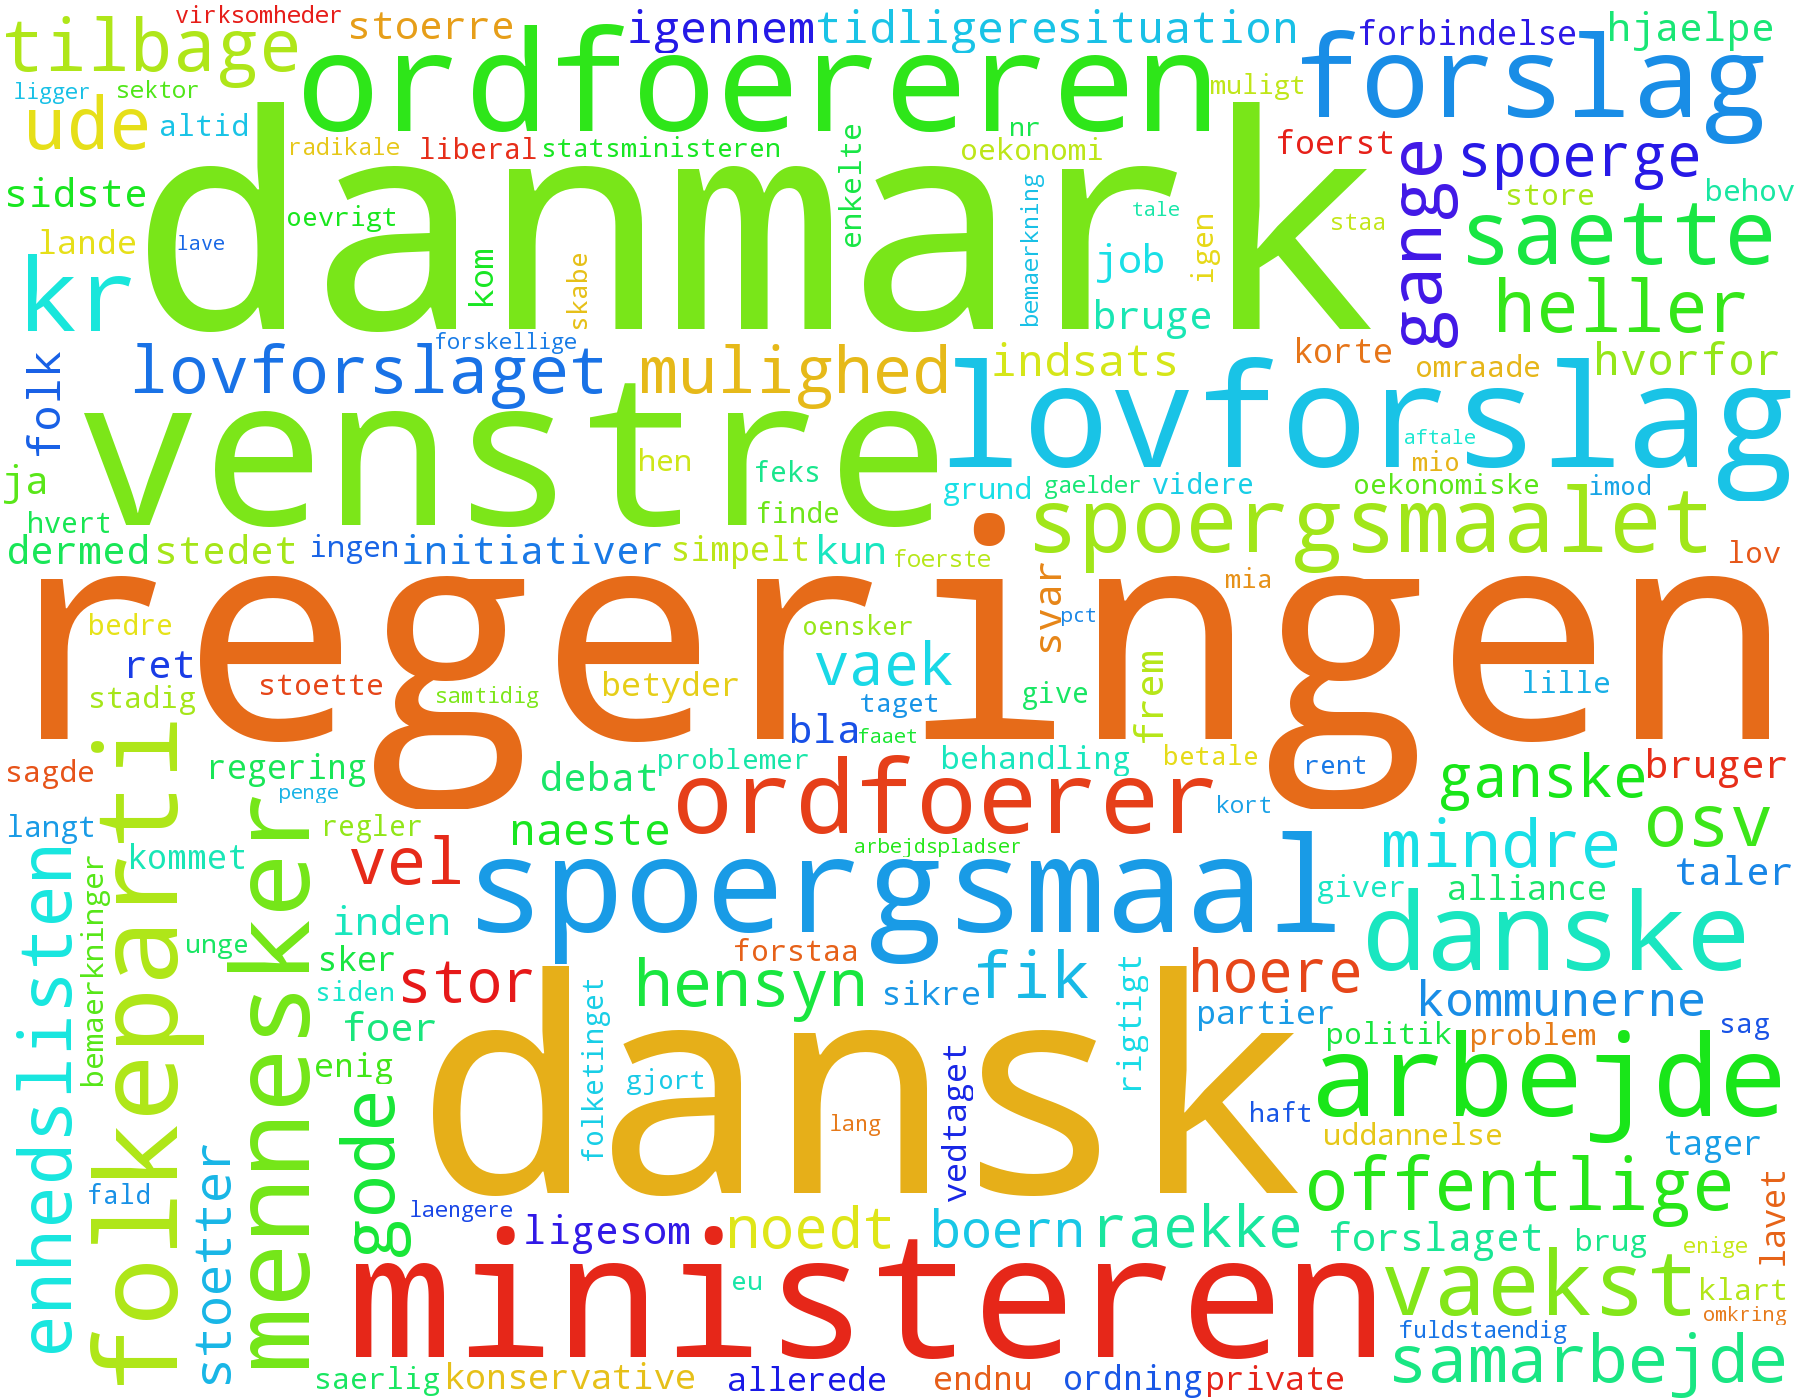 virksomheder
stoerre
igennem
tidligere
situation
forbindelse
hjaelpe
tilbage
ordfoereren
forslag
ligger
sektor
muligt
ude
altid
danmark
radikale
liberal
statsministeren
enkelte
nr
oekonomi
foerst
gange
spoerge
sidste
oevrigt
bemaerkning
tale
store
behov
lande
lave
kom
skabe
igen
staa
saette
kr
job
bruge
heller
folk
forskellige
lovforslaget
mulighed
indsats
korte
omraade
hvorfor
venstre
lovforslag
aftale
ja
hen
feks
grund
gaelder
videre
mio
oekonomiske
imod
hvert
finde
spoergsmaalet
dermed
stedet
ingen
initiativer
simpelt
kun
foerste
lov
regeringen
svar
mia
pct
bedre
oensker
ret
stoette
vaek
frem
lille
stadig
samtidig
betyder
taget
give
bla
faaet
folkeparti
sagde
regering
penge
debat
problemer
behandling
betale
rent
ganske
bruger
mennesker
ordfoerer
kort
langt
regler
naeste
osv
enhedslisten
kommet
vel
arbejdspladser
mindre
taler
bemaerkninger
spoergsmaal
giver
alliance
inden
danske
unge
sker
forstaa
siden
stor
hensyn
sikre
fik
rigtigt
hoere
kommunerne
partier
foer
folketinget
dansk
politik
problem
sag
enig
gjort
vedtaget
arbejde
gode
lang
haft
uddannelse
tager
stoetter
fald
offentlige
lavet
laengere
ligesom
noedt
boern
raekke
forslaget
brug
enige
ministeren
eu
vaekst
klart
omkring
fuldstaendig
saerlig
konservative
allerede
endnu
ordning
private
samarbejde